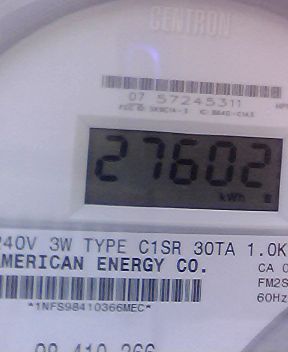 CENTRON
07 57245311
27602
kWh
240V 3W TYPE C1SR 30TA 1.0K
AMERICAN ENERGY CO.
CA
FM2S
60Hz
*1NFS98410366MEC*